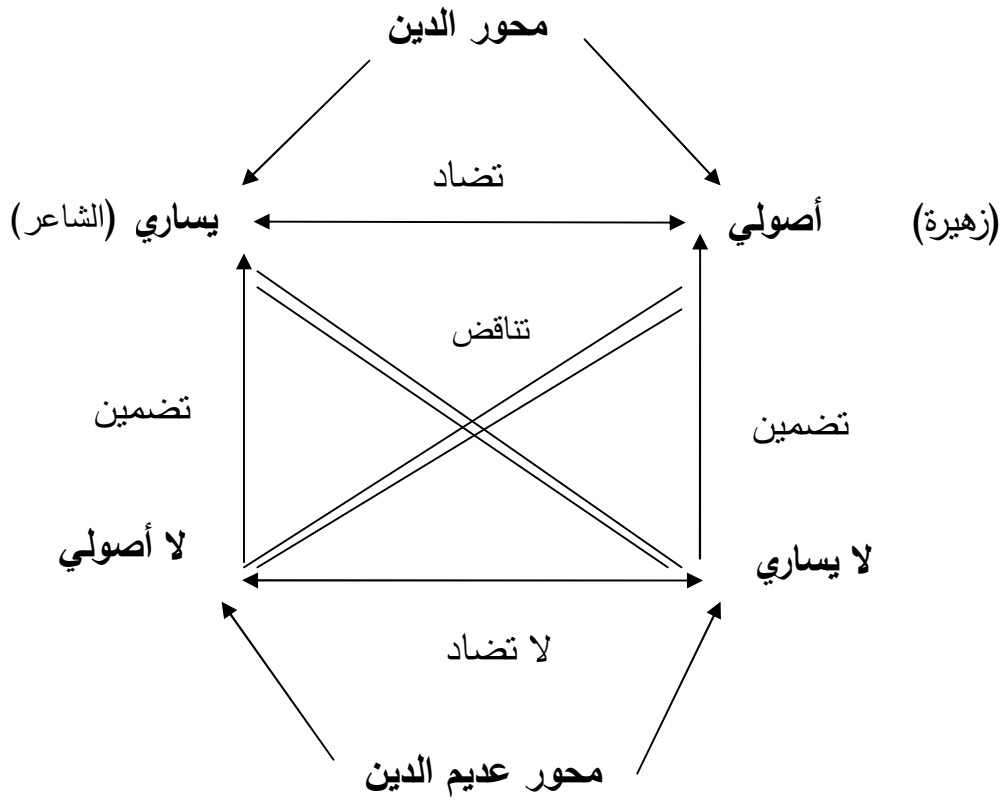 محور الدين
تضاد
(زهيرة) أصولي يساري (الشاعر)
تناقض
تضمين تضمين
لا يساري لا أصولي
لا تضاد
محور عديم الدين